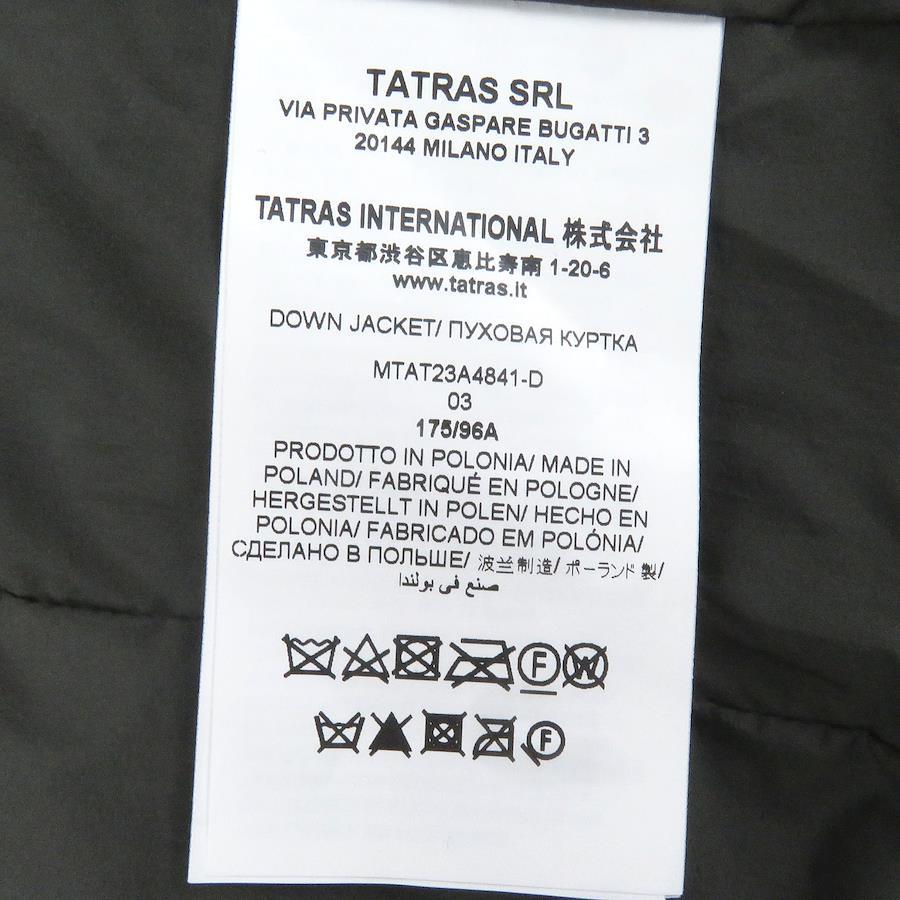 TATRAS SRL
VIA PRIVATA GASPARE BUGATTI 3
20144 MILANO ITALY
TATRAS INTERNATIONAL 株式会社
東京都渋谷区恵比寿南 1-20-6
www.tatras.it
DOWN JACKET/ ПУХОВАЯ КУРТКА
MTAT23A4841-D
03
175/96A
PRODOTTO IN POLONIA/ MADE IN
POLAND/ FABRIQUÉ EN POLOGNE/
HERGESTELLT IN POLEN/ HECHO EN
POLONIA/ FABRICADO EM POLÓNIA/
СДЕЛАНО В ПОЛЬШЕ/ 波兰制造/ ポーランド製/
صنع في بولندا
F W
F